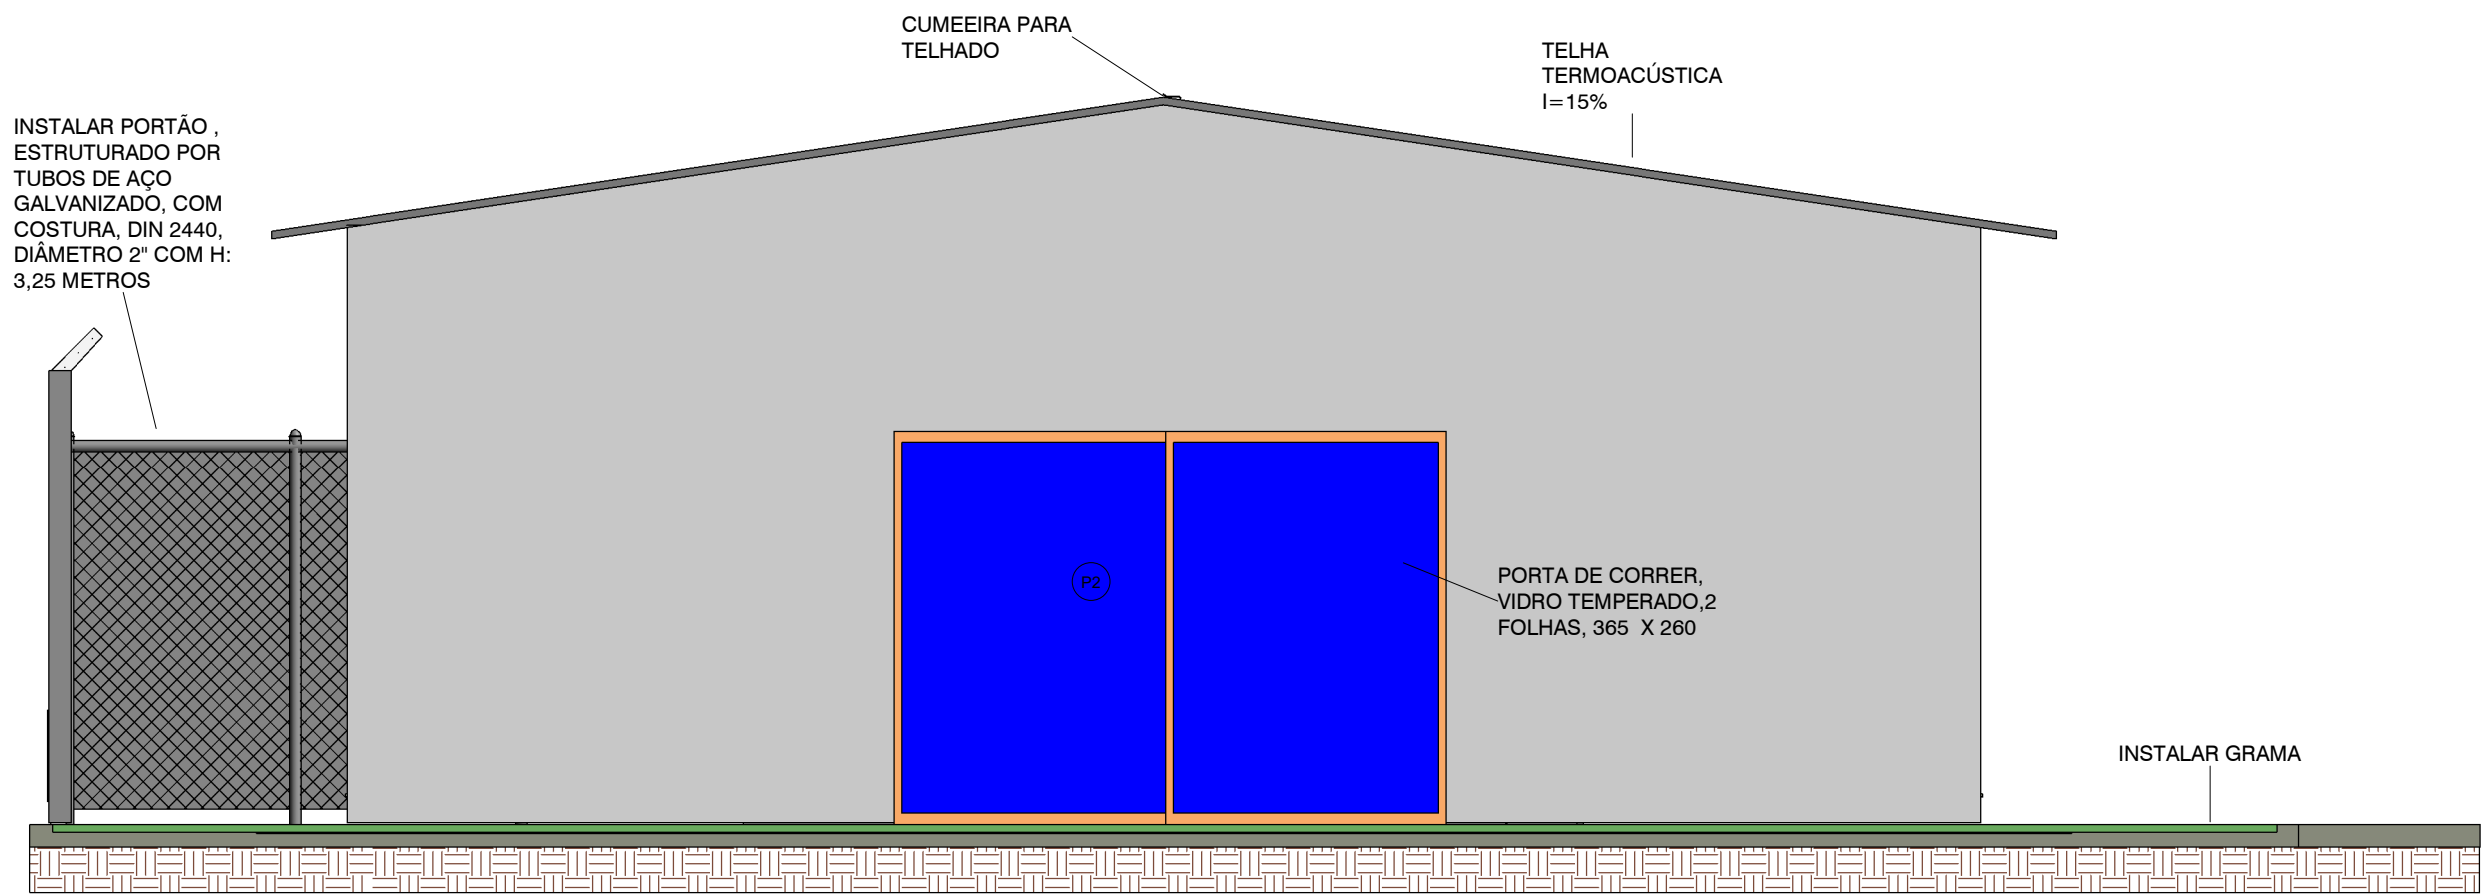 CUMEEIRA PARA
TELHADO
TELHA
TERMOACÚSTICA
I=15%
INSTALAR PORTÃO ,
ESTRUTURADO POR
TUBOS DE AÇO
GALVANIZADO, COM
COSTURA, DIN 2440,
DIÂMETRO 2" COM H:
3,25 METROS
P2
PORTA DE CORRER,
VIDRO TEMPERADO,2
FOLHAS, 365  X 260
INSTALAR GRAMA